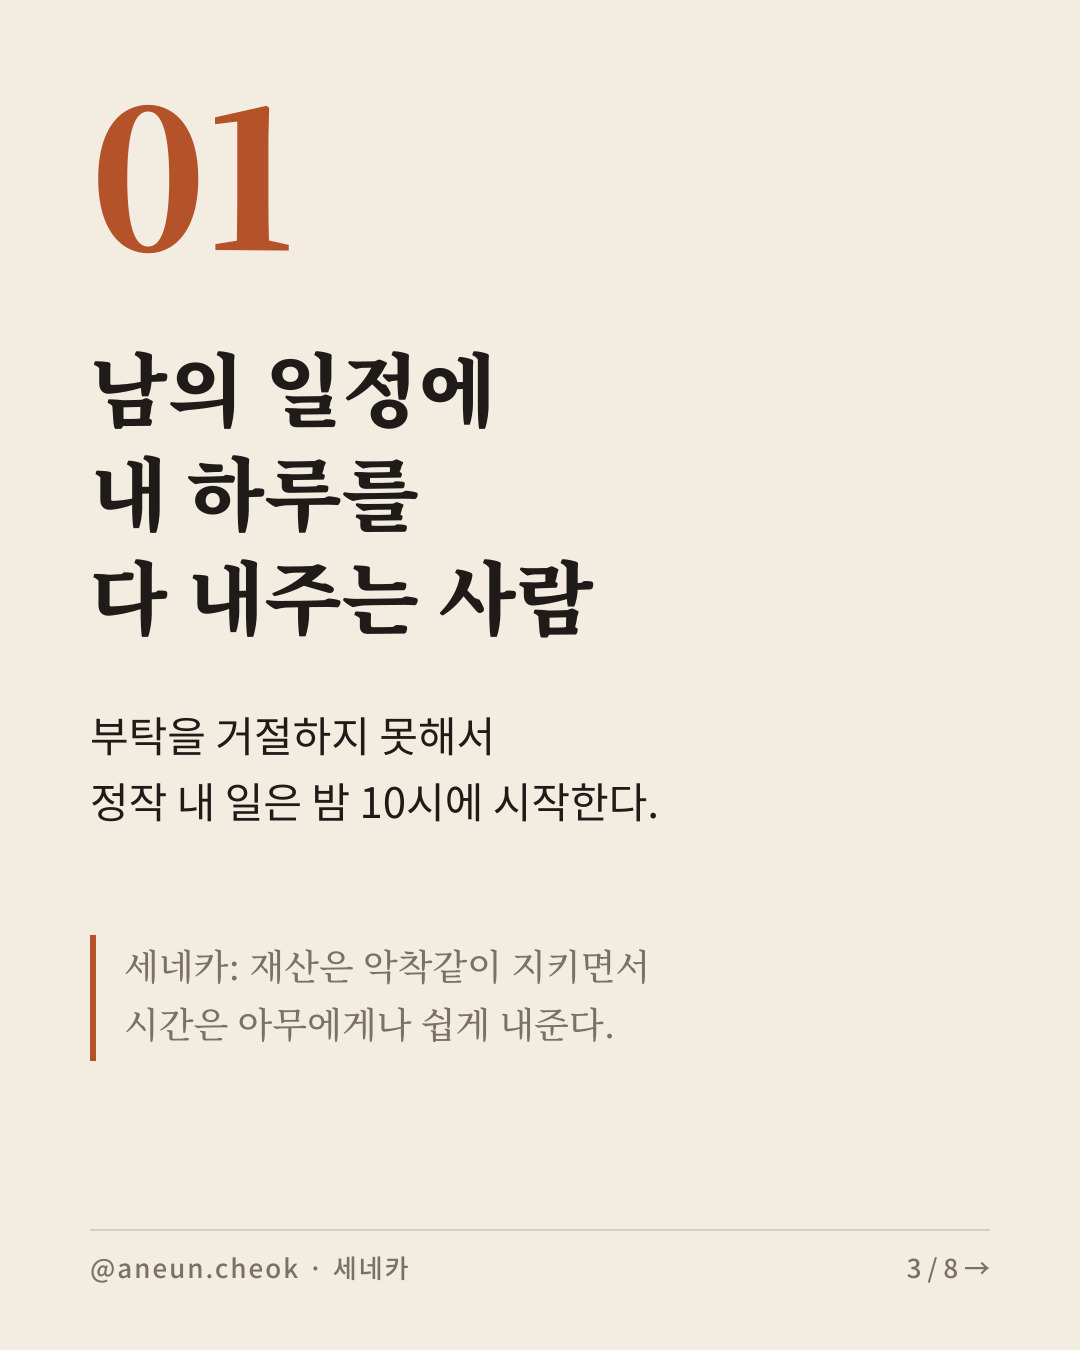 01
남의 일정에
내 하루를
다 내주는 사람
부탁을 거절하지 못해서
정작 내 일은 밤 10시에 시작한다.
세네카: 재산은 악착같이 지키면서
시간은 아무에게나 쉽게 내준다.
@aneun.cheok · 세네카
3 / 8 →